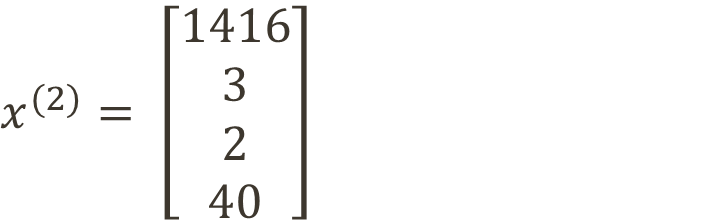 x^(2) = [1416
3
2
40]